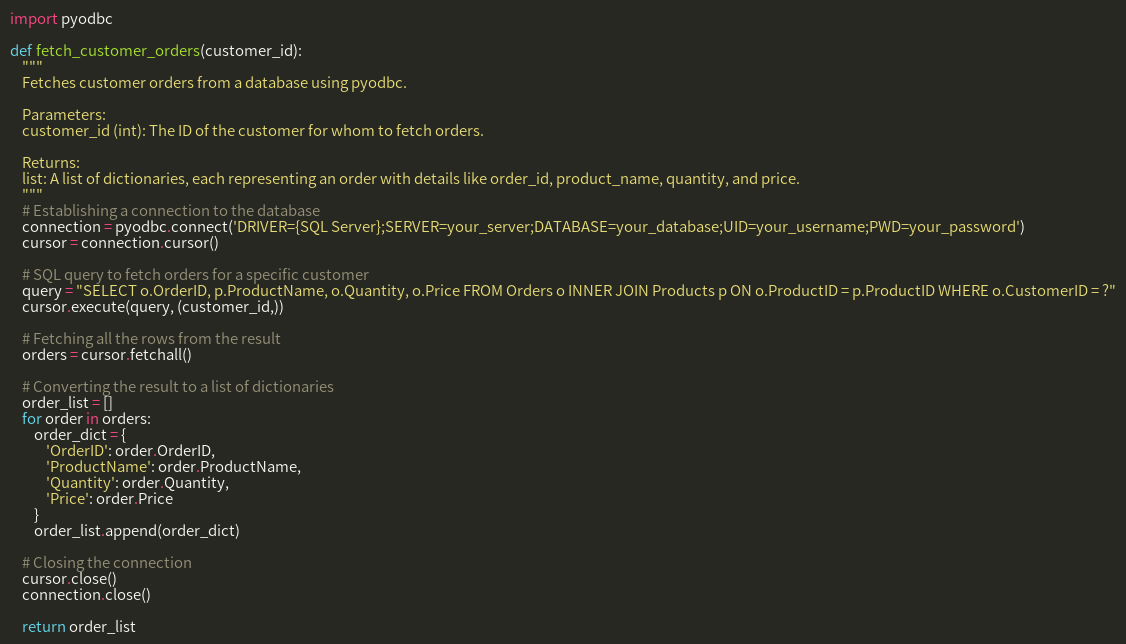 import pyodbc
def fetch_customer_orders(customer_id):
"""
Fetches customer orders from a database using pyodbc.
Parameters:
customer_id (int): The ID of the customer for whom to fetch orders.
Returns:
list: A list of dictionaries, each representing an order with details like order_id, product_name, quantity, and price.
"""
# Establishing a connection to the database
connection = pyodbc.connect('DRIVER={SQL Server};SERVER=your_server;DATABASE=your_database;UID=your_username;PWD=your_password')
cursor = connection.cursor()
# SQL query to fetch orders for a specific customer
query = "SELECT o.OrderID, p.ProductName, o.Quantity, o.Price FROM Orders o INNER JOIN Products p ON o.ProductID = p.ProductID WHERE o.CustomerID = ?"
cursor.execute(query, (customer_id,))
# Fetching all the rows from the result
orders = cursor.fetchall()
# Converting the result to a list of dictionaries
order_list = []
for order in orders:
order_dict = {
'OrderID': order.OrderID,
'ProductName': order.ProductName,
'Quantity': order.Quantity,
'Price': order.Price
}
order_list.append(order_dict)
# Closing the connection
cursor.close()
connection.close()
return order_list